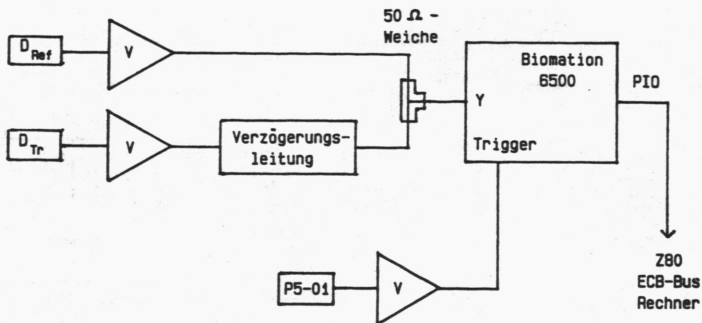 50 Ω -
Weiche
D_Ref
V
Biomation
6500
PIO
Y
D_Tr
V
Verzögerungs-
leitung
Trigger
P5-01
V
Z80
ECB-Bus
Rechner